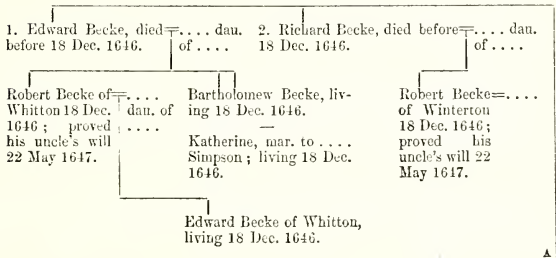 1. Edward Becke, died=.... dau.
before 18 Dec. 1646. of ....
2. Richard Becke, died before=.... dau.
18 Dec. 1646. of ....
Robert Becke of=....
Whitton 18 Dec. dau. of
1646; proved ....
his uncle's will
22 May 1647.
Bartholomew Becke, liv-
ing 18 Dec. 1646.
—
Katherine, mar. to ....
Simpson; living 18 Dec.
1646.
Robert Becke=....
of Winterton
18 Dec. 1646;
proved his
uncle's will 22
May 1647.
Edward Becke of Whitton,
living 18 Dec. 1646.
A